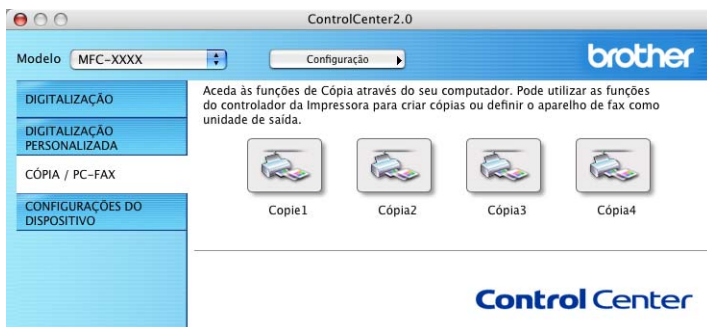 ControlCenter2.0
Modelo MFC-XXXX Configuração brother
DIGITALIZAÇÃO
DIGITALIZAÇÃO
PERSONALIZADA
CÓPIA / PC-FAX
CONFIGURAÇÕES DO
DISPOSITIVO
Aceda às funções de Cópia através do seu computador. Pode utilizar as funções
do controlador da Impressora para criar cópias ou definir o aparelho de fax como
unidade de saída.
Copie1 Cópia2 Cópia3 Cópia4
Control Center